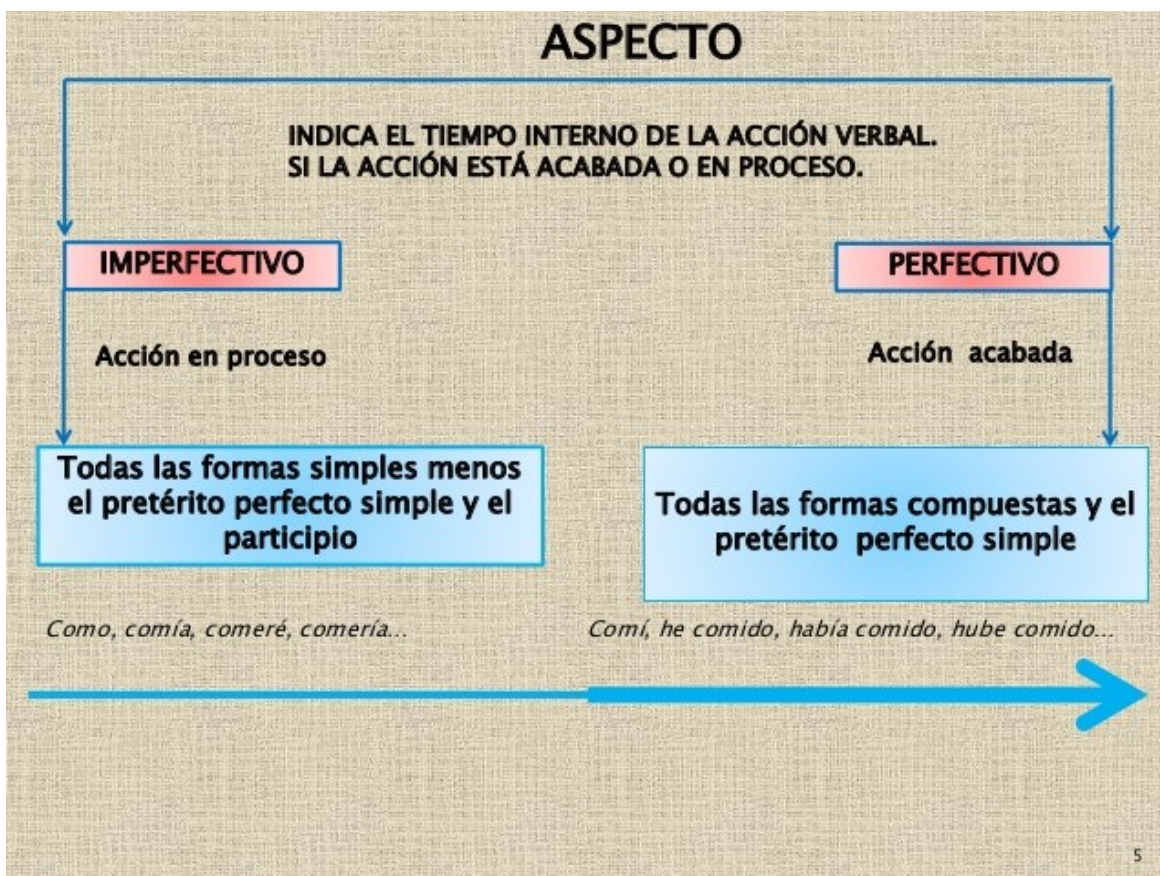 ASPECTO
INDICA EL TIEMPO INTERNO DE LA ACCIÓN VERBAL.
SI LA ACCIÓN ESTÁ ACABADA O EN PROCESO.
IMPERFECTIVO
PERFECTIVO
Acción en proceso
Acción acabada
Todas las formas simples menos
el pretérito perfecto simple y el
participio
Todas las formas compuestas y el
pretérito perfecto simple
Como, comía, comeré, comería...
Comí, he comido, había comido, hube comido...
5